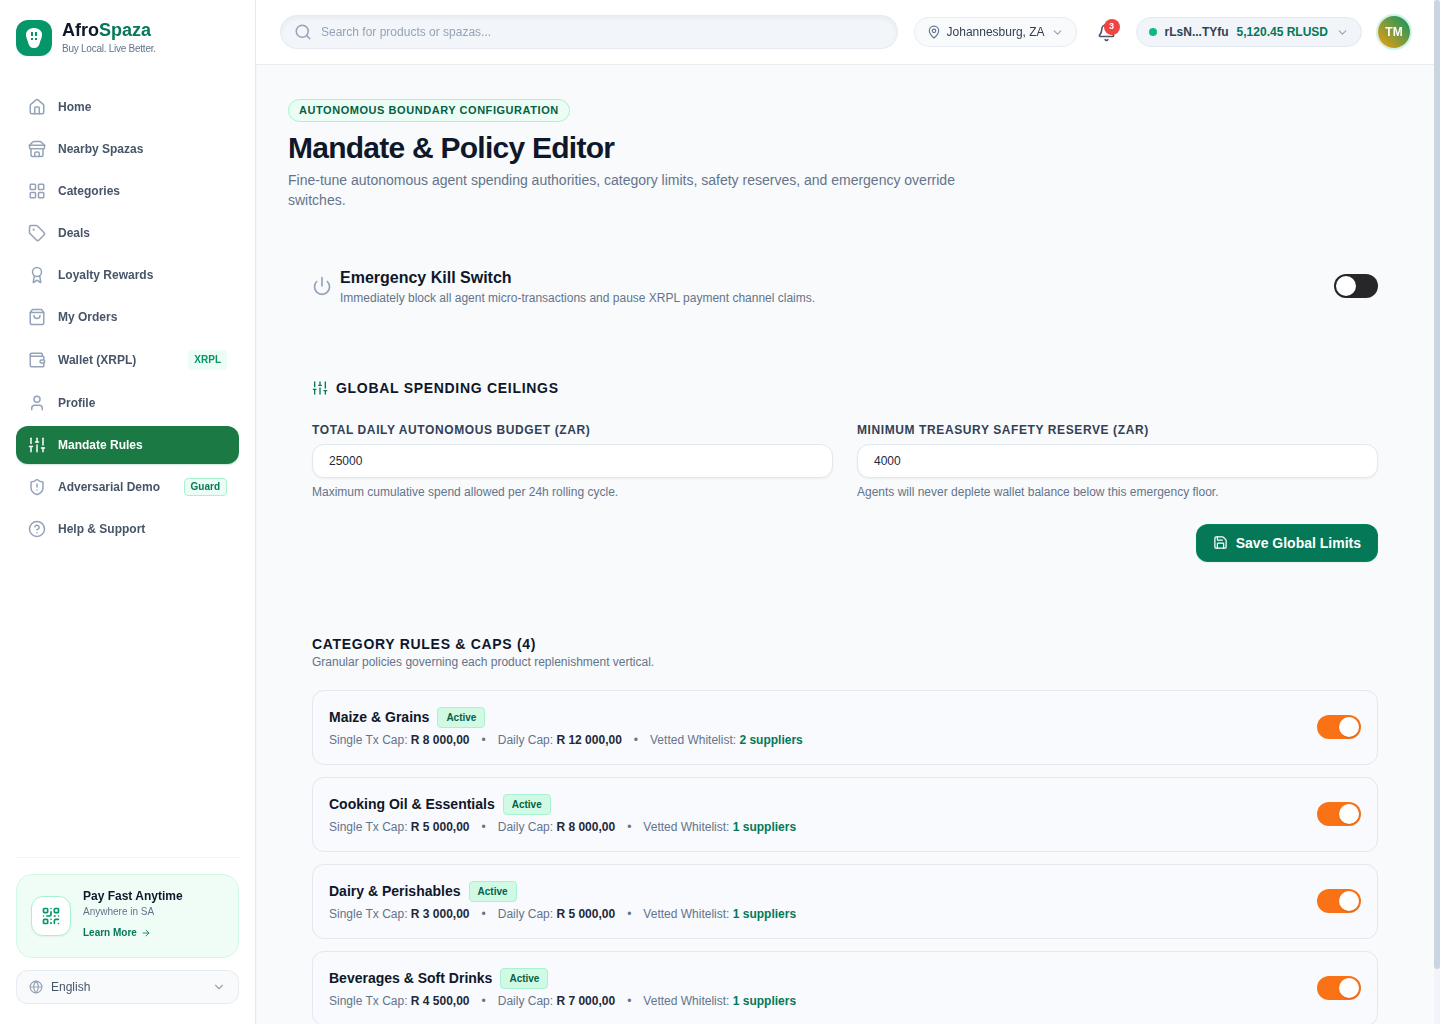 AfroSpaza
Buy Local. Live Better.
Home
Nearby Spazas
Categories
Deals
Loyalty Rewards
My Orders
Wallet (XRPL)
XRPL
Profile
Mandate Rules
Adversarial Demo
Guard
Help & Support
Pay Fast Anytime
Anywhere in SA
Learn More
English
Search for products or spazas...
Johannesburg, ZA
3
rLsN...TYfu 5,120.45 RLUSD
TM
AUTONOMOUS BOUNDARY CONFIGURATION
Mandate & Policy Editor
Fine-tune autonomous agent spending authorities, category limits, safety reserves, and emergency override
switches.
Emergency Kill Switch
Immediately block all agent micro-transactions and pause XRPL payment channel claims.
GLOBAL SPENDING CEILINGS
TOTAL DAILY AUTONOMOUS BUDGET (ZAR)
25000
Maximum cumulative spend allowed per 24h rolling cycle.
MINIMUM TREASURY SAFETY RESERVE (ZAR)
4000
Agents will never deplete wallet balance below this emergency floor.
Save Global Limits
CATEGORY RULES & CAPS (4)
Granular policies governing each product replenishment vertical.
Maize & Grains Active
Single Tx Cap: R 8 000,00 • Daily Cap: R 12 000,00 • Vetted Whitelist: 2 suppliers
Cooking Oil & Essentials Active
Single Tx Cap: R 5 000,00 • Daily Cap: R 8 000,00 • Vetted Whitelist: 1 suppliers
Dairy & Perishables Active
Single Tx Cap: R 3 000,00 • Daily Cap: R 5 000,00 • Vetted Whitelist: 1 suppliers
Beverages & Soft Drinks Active
Single Tx Cap: R 4 500,00 • Daily Cap: R 7 000,00 • Vetted Whitelist: 1 suppliers